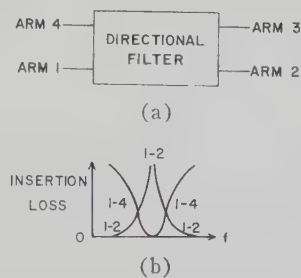 ARM 4
ARM 3
DIRECTIONAL
FILTER
ARM 1
ARM 2
(a)
1-2
INSERTION
LOSS
1-4
1-4
1-2
1-2
0
f
(b)